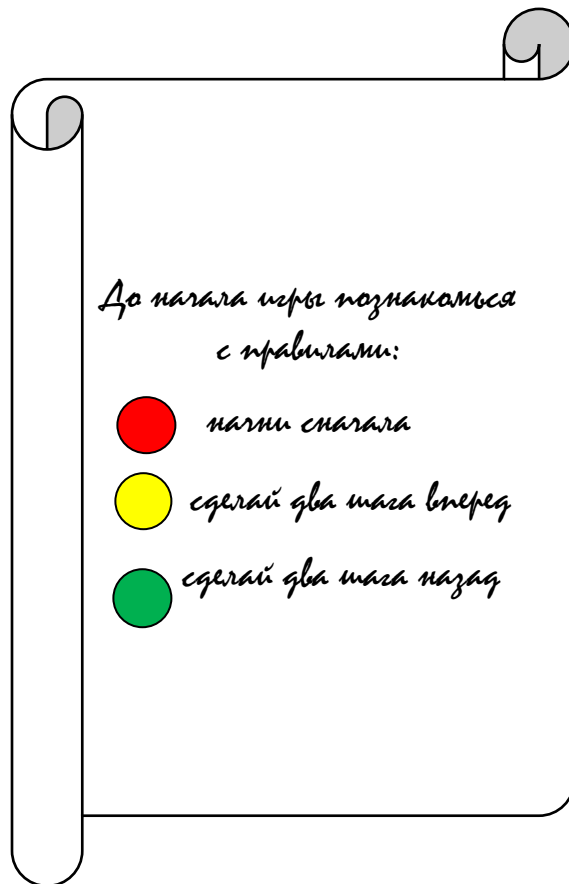 До начала игры познакомься
с правилами:
начни сначала
сделай два шага вперед
сделай два шага назад